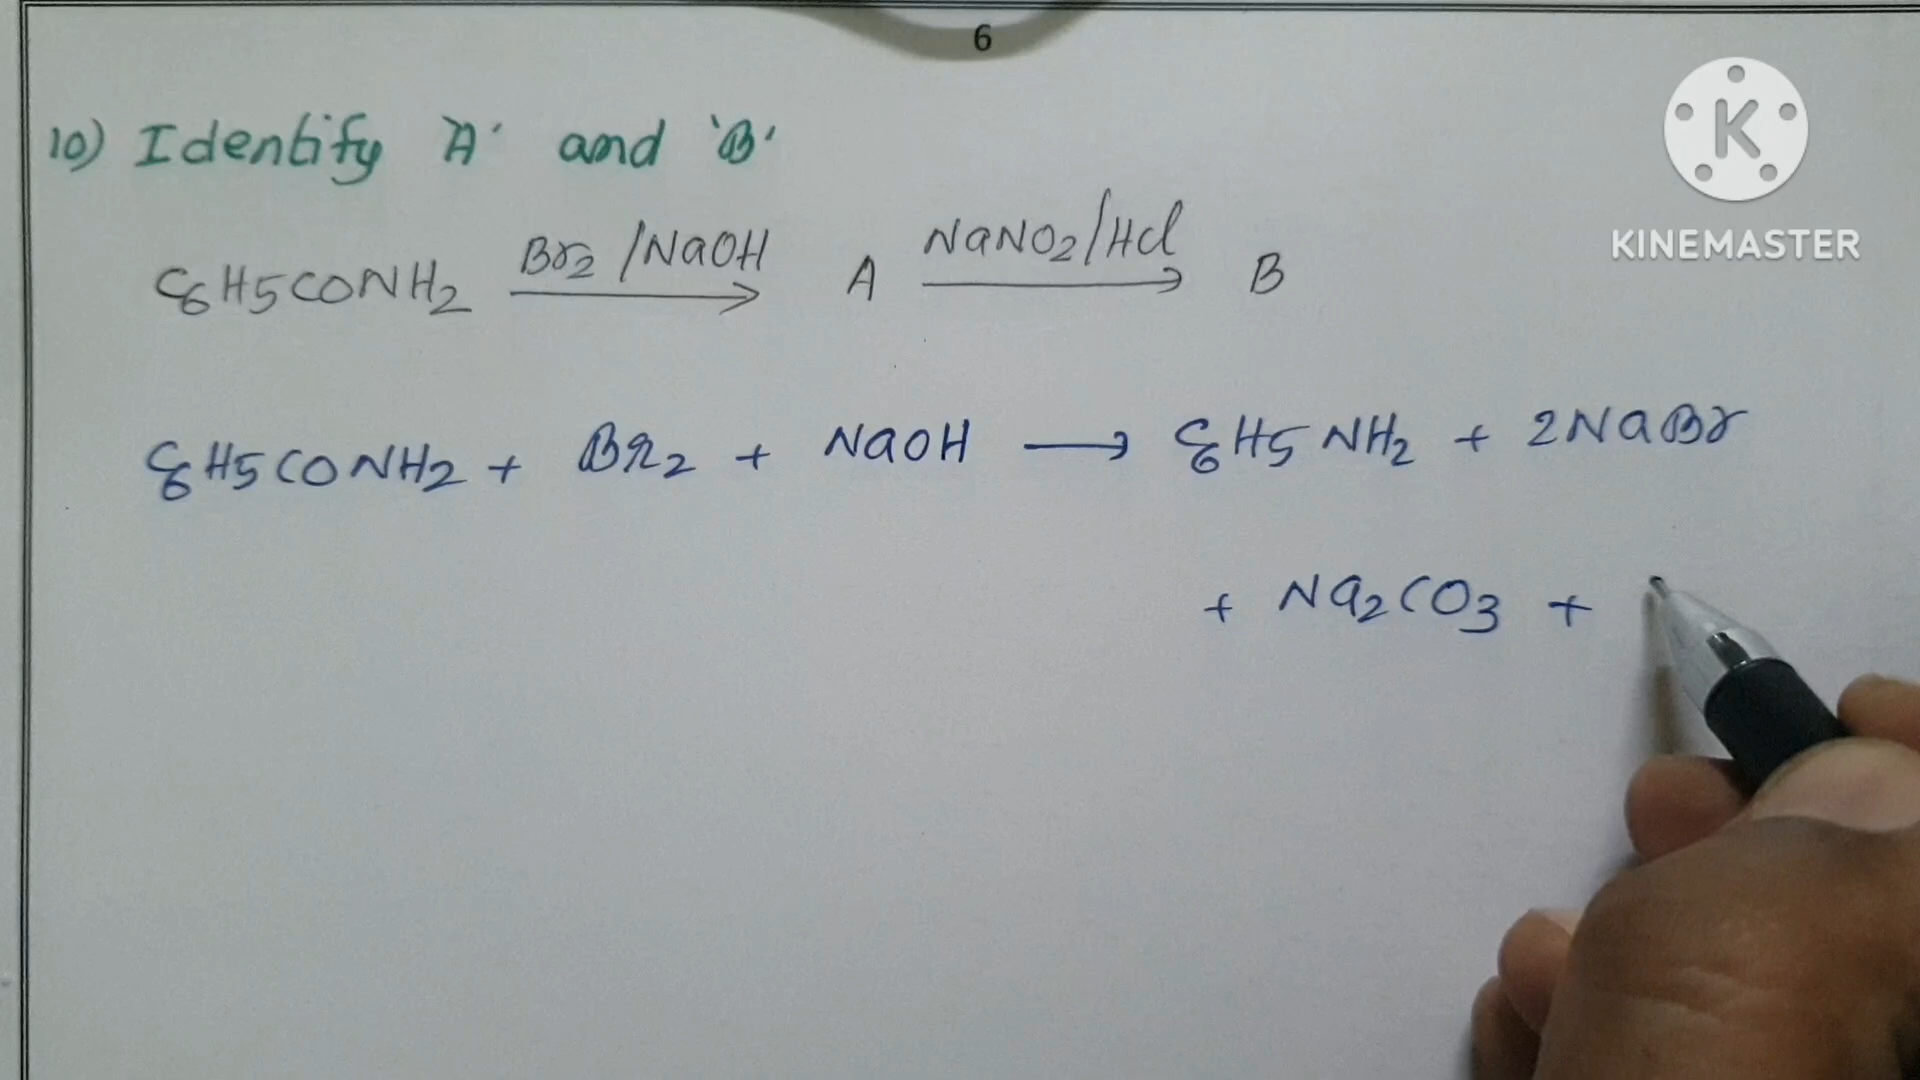 6
KINEMASTER
10) Identify 'A' and 'B'
C6H5CONH2 Br2/NaOH → A NaNO2/HCl → B
C6H5CONH2 + Br2 + NaOH → C6H5NH2 + 2NaBr
+ Na2CO3 +